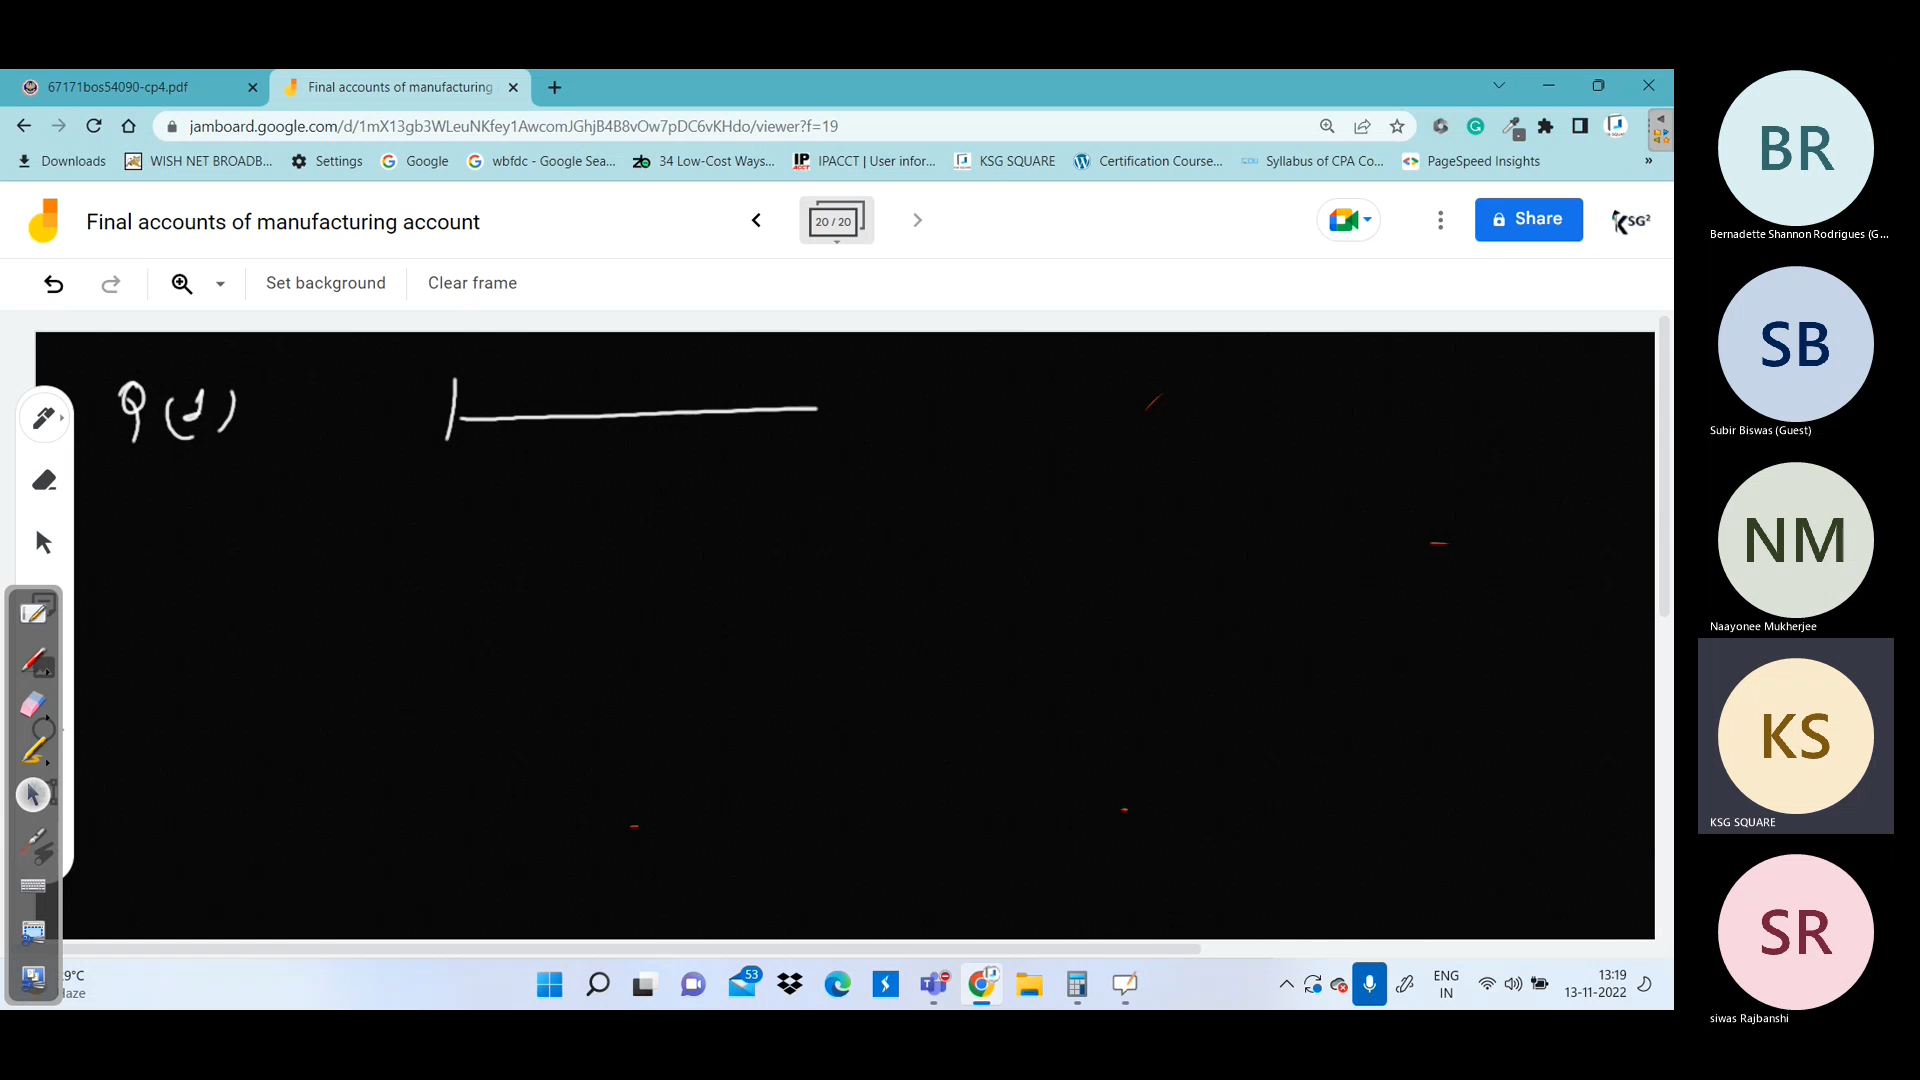 67171bos54090-cp4.pdf
Final accounts of manufacturing
jamboard.google.com/d/1mX13gb3WLeuNKfey1AwcomJGhjB4B8vOw7pDC6vKHdo/viewer?f=19
Downloads WISH NET BROADB... Settings Google wbfdc - Google Sea... 34 Low-Cost Ways... IPACCT | User infor... KSG SQUARE Certification Course... Syllabus of CPA Co... PageSpeed Insights »
Final accounts of manufacturing account
20 / 20
Share
KSG²
Set background
Clear frame
BR
Bernadette Shannon Rodrigues (G...
SB
Subir Biswas (Guest)
NM
Naayonee Mukherjee
KS
KSG SQUARE
SR
siwas Rajbanshi
9°C
53
ENG
IN
13:19
13-11-2022